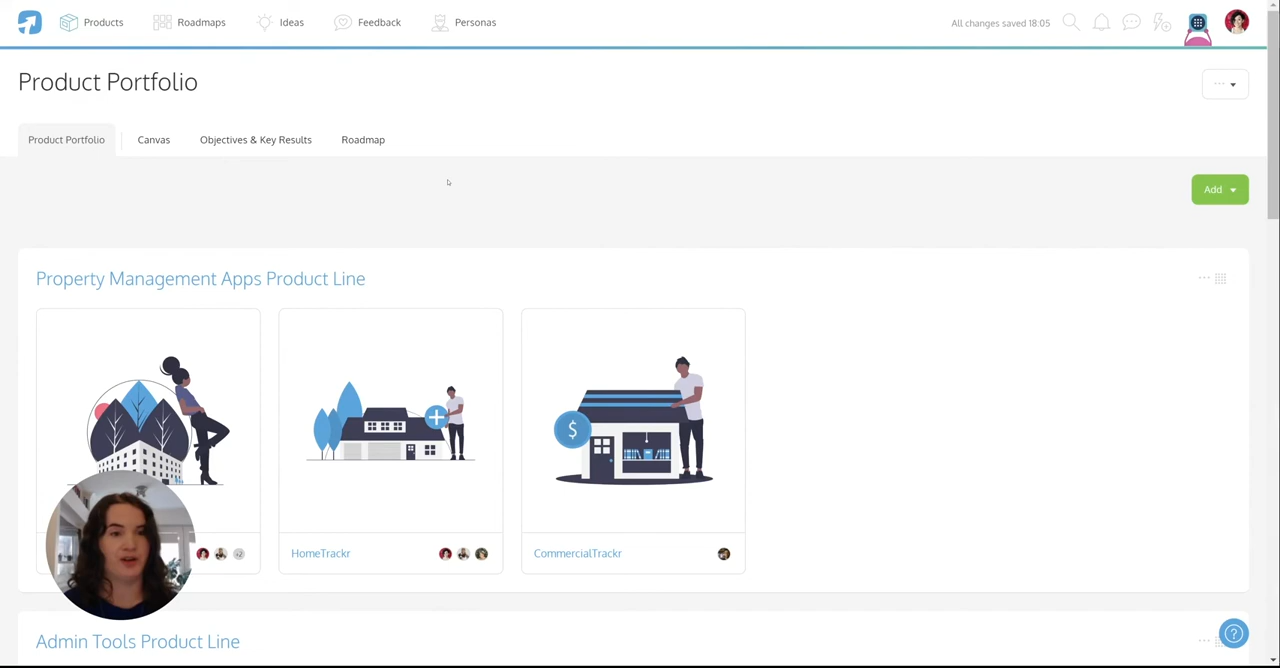 Products
Roadmaps
Ideas
Feedback
Personas
All changes saved 18:05
Product Portfolio
Product Portfolio
Canvas
Objectives & Key Results
Roadmap
Add
Property Management Apps Product Line
$
HomeTrackr
CommercialTrackr
Admin Tools Product Line
?